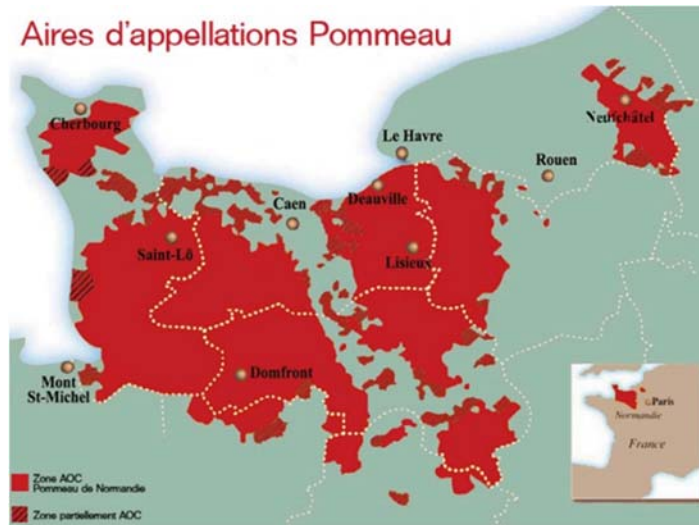 Aires d'appellations Pommeau
Cherbourg
Neufchâtel
Le Havre
Rouen
Deauville
Caen
Saint-Lô
Lisieux
Mont
St-Michel
Domfront
Paris
Normandie
France
Zone AOC
Pommeau de Normandie
Zone partiellement AOC